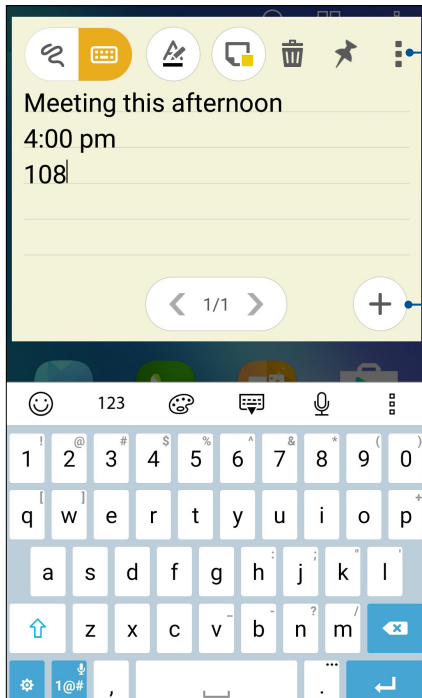 Meeting this afternoon
4:00 pm
108
1/1
123
! @ # $ % ^ & * ( )
1 2 3 4 5 6 7 8 9 0
[ ] +
q w e r t y u i o p
: ; " '
a s d f g h j k l
_ - ? /
z x c v b n m
1@# , . ...